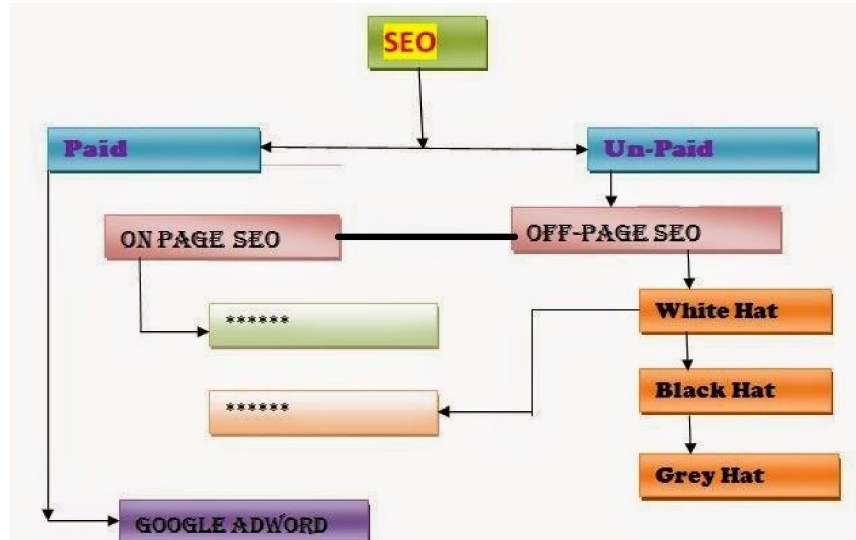 SEO
Paid
Un-Paid
ON PAGE SEO
OFF-PAGE SEO
******
White Hat
******
Black Hat
Grey Hat
GOOGLE ADWORD